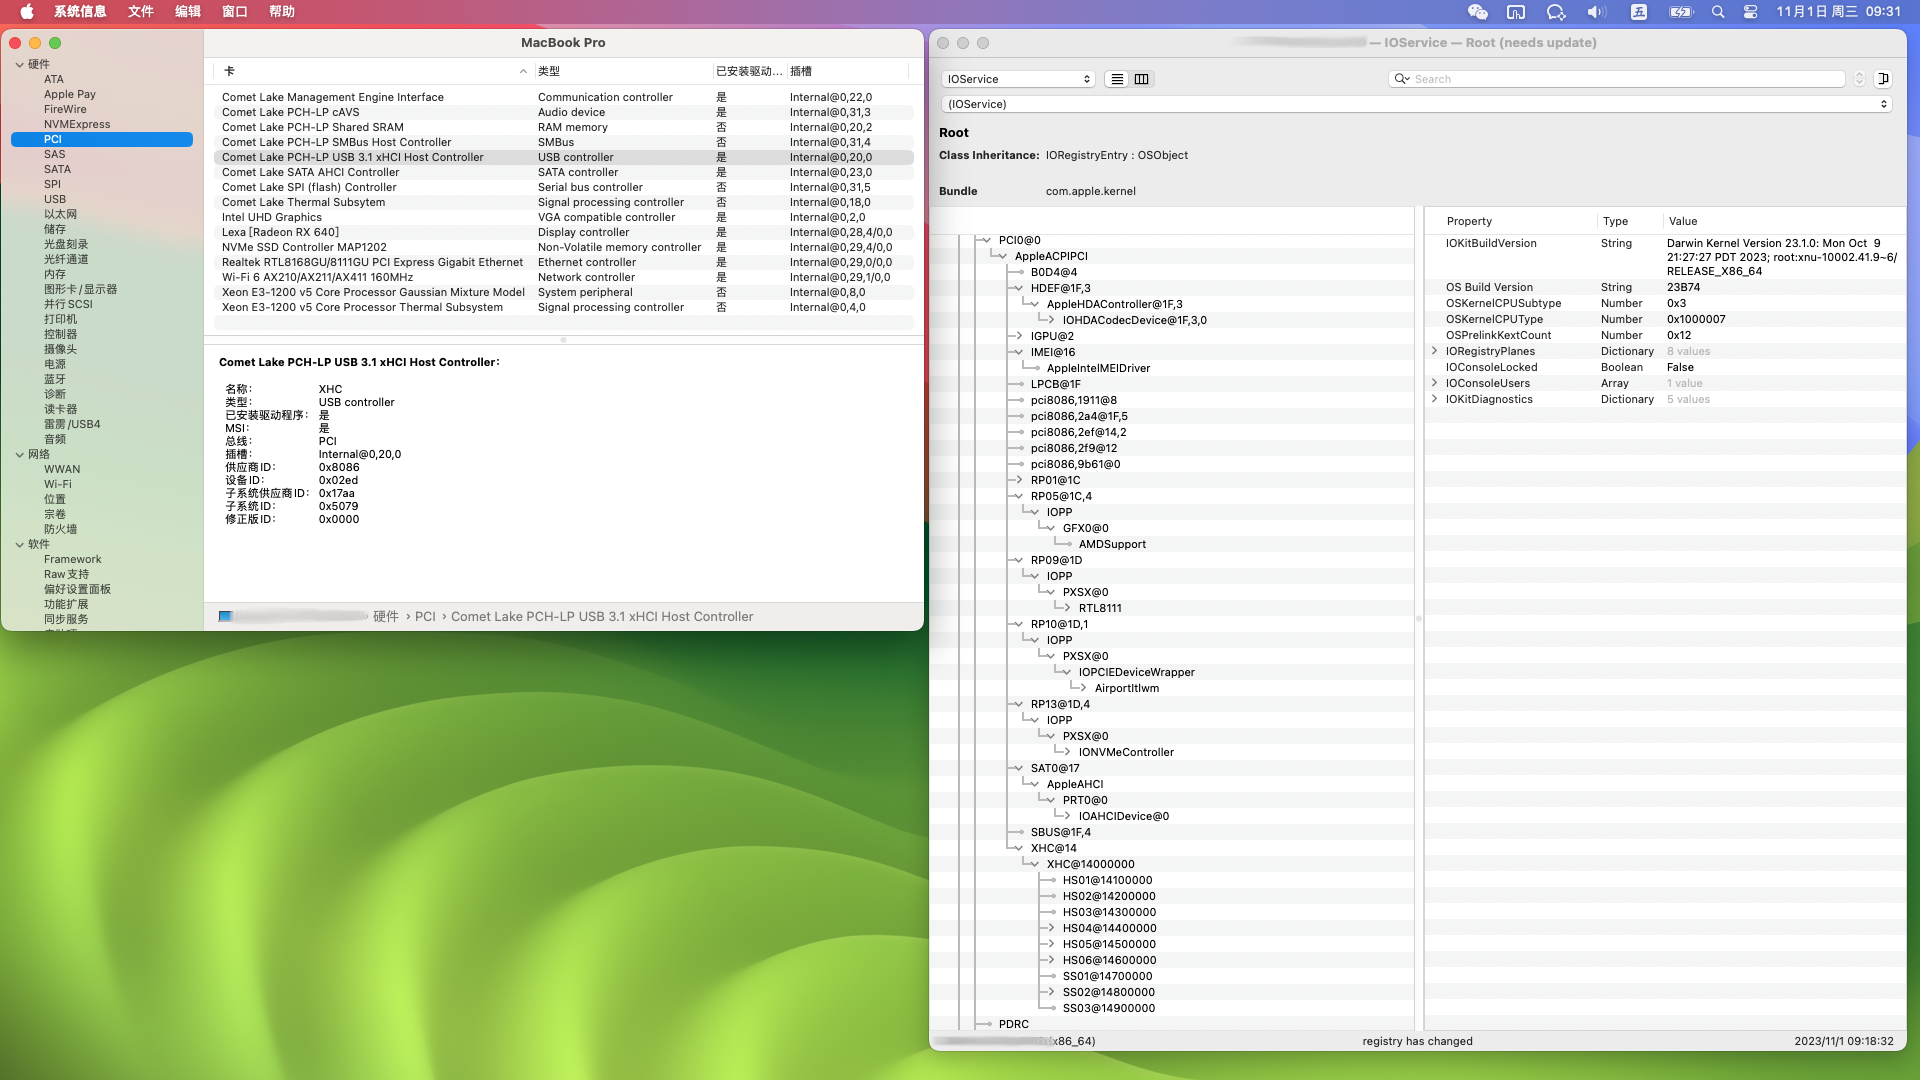 系统信息 文件 编辑 窗口 帮助 五 11月1日 周三 09:31
MacBook Pro
硬件
ATA
Apple Pay
FireWire
NVMExpress
PCI
SAS
SATA
SPI
USB
以太网
储存
光盘刻录
光纤通道
内存
图形卡/显示器
并行SCSI
打印机
控制器
摄像头
电源
蓝牙
诊断
读卡器
雷雳/USB4
音频
网络
WWAN
Wi-Fi
位置
宗卷
防火墙
软件
Framework
Raw支持
偏好设置面板
功能扩展
同步服务
卡 类型 已安装驱动... 插槽
Comet Lake Management Engine Interface Communication controller 是 Internal@0,22,0
Comet Lake PCH-LP cAVS Audio device 是 Internal@0,31,3
Comet Lake PCH-LP Shared SRAM RAM memory 否 Internal@0,20,2
Comet Lake PCH-LP SMBus Host Controller SMBus 否 Internal@0,31,4
Comet Lake PCH-LP USB 3.1 xHCI Host Controller USB controller 是 Internal@0,20,0
Comet Lake SATA AHCI Controller SATA controller 是 Internal@0,23,0
Comet Lake SPI (flash) Controller Serial bus controller 否 Internal@0,31,5
Comet Lake Thermal Subsytem Signal processing controller 否 Internal@0,18,0
Intel UHD Graphics VGA compatible controller 是 Internal@0,2,0
Lexa [Radeon RX 640] Display controller 是 Internal@0,28,4/0,0
NVMe SSD Controller MAP1202 Non-Volatile memory controller 是 Internal@0,29,4/0,0
Realtek RTL8168GU/8111GU PCI Express Gigabit Ethernet Ethernet controller 是 Internal@0,29,0/0,0
Wi-Fi 6 AX210/AX211/AX411 160MHz Network controller 是 Internal@0,29,1/0,0
Xeon E3-1200 v5 Core Processor Gaussian Mixture Model System peripheral 否 Internal@0,8,0
Xeon E3-1200 v5 Core Processor Thermal Subsystem Signal processing controller 否 Internal@0,4,0
Comet Lake PCH-LP USB 3.1 xHCI Host Controller：
名称： XHC
类型： USB controller
已安装驱动程序： 是
MSI： 是
总线： PCI
插槽： Internal@0,20,0
供应商ID： 0x8086
设备ID： 0x02ed
子系统供应商ID： 0x17aa
子系统ID： 0x5079
修正版ID： 0x0000
硬件 › PCI › Comet Lake PCH-LP USB 3.1 xHCI Host Controller
— IOService — Root (needs update)
IOService
Search
(IOService)
Root
Class Inheritance: IORegistryEntry : OSObject
Bundle com.apple.kernel
PCI0@0
AppleACPIPCI
B0D4@4
HDEF@1F,3
AppleHDAController@1F,3
IOHDACodecDevice@1F,3,0
IGPU@2
IMEI@16
AppleIntelMEIDriver
LPCB@1F
pci8086,1911@8
pci8086,2a4@1F,5
pci8086,2ef@14,2
pci8086,2f9@12
pci8086,9b61@0
RP01@1C
RP05@1C,4
IOPP
GFX0@0
AMDSupport
RP09@1D
IOPP
PXSX@0
RTL8111
RP10@1D,1
IOPP
PXSX@0
IOPCIEDeviceWrapper
AirportItlwm
RP13@1D,4
IOPP
PXSX@0
IONVMeController
SAT0@17
AppleAHCI
PRT0@0
IOAHCIDevice@0
SBUS@1F,4
XHC@14
XHC@14000000
HS01@14100000
HS02@14200000
HS03@14300000
HS04@14400000
HS05@14500000
HS06@14600000
SS01@14700000
SS02@14800000
SS03@14900000
PDRC
Property Type Value
IOKitBuildVersion String Darwin Kernel Version 23.1.0: Mon Oct 9
21:27:27 PDT 2023; root:xnu-10002.41.9~6/
RELEASE_X86_64
OS Build Version String 23B74
OSKernelCPUSubtype Number 0x3
OSKernelCPUType Number 0x1000007
OSPrelinkKextCount Number 0x12
IORegistryPlanes Dictionary 8 values
IOConsoleLocked Boolean False
IOConsoleUsers Array 1 value
IOKitDiagnostics Dictionary 5 values
x86_64) registry has changed 2023/11/1 09:18:32